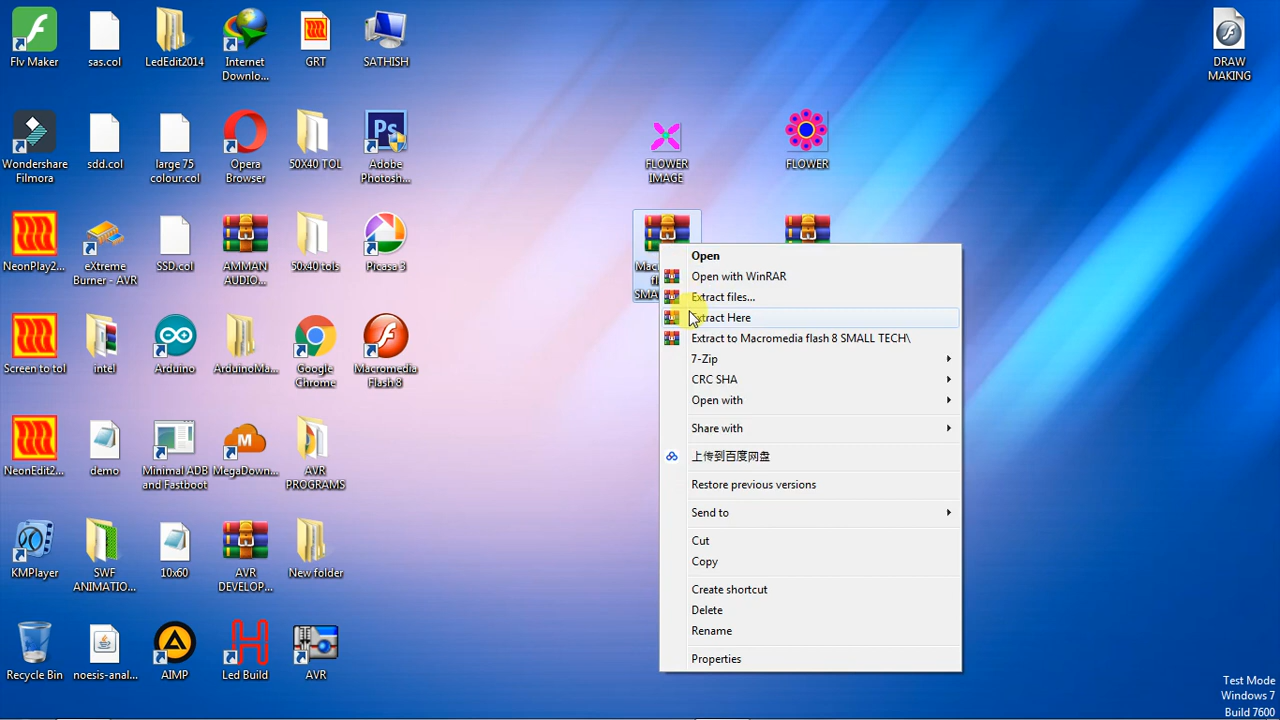 Flv Maker
sas.col
LedEdit2014
Internet
Downlo...
GRT
SATHISH
DRAW
MAKING
Wondershare
Filmora
sdd.col
large 75
colour.col
Opera
Browser
50X40 TOL
Adobe
Photosh...
FLOWER
IMAGE
FLOWER
NeonPlay2...
eXtreme
Burner - AVR
SSD.col
AMMAN
AUDIO...
50x40 tols
Picasa 3
Screen to tol
intel
Arduino
ArduinoMa...
Google
Chrome
Macromedia
Flash 8
NeonEdit2...
demo
Minimal ADB
and Fastboot
MegaDown...
AVR
PROGRAMS
KMPlayer
SWF
ANIMATIO...
10x60
AVR
DEVELOP...
New folder
Recycle Bin
noesis-anal...
AIMP
Led Build
AVR
Open
Open with WinRAR
Extract files...
Extract Here
Extract to Macromedia flash 8 SMALL TECH\
7-Zip
CRC SHA
Open with
Share with
上传到百度网盘
Restore previous versions
Send to
Cut
Copy
Create shortcut
Delete
Rename
Properties
Test Mode
Windows 7
Build 7600